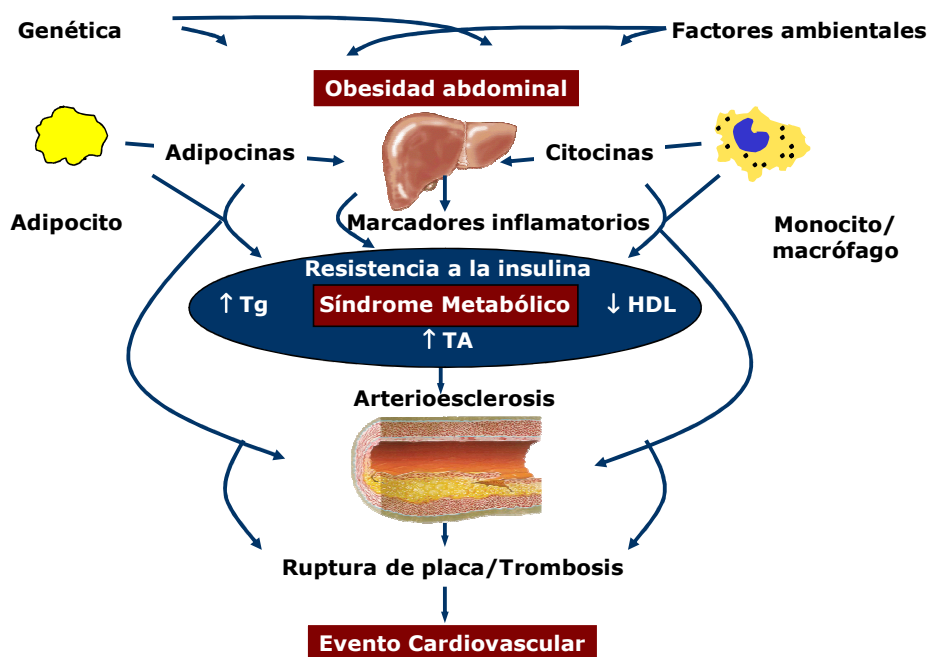 Genética
Factores ambientales
Obesidad abdominal
Adipocinas
Citocinas
Adipocito
Marcadores inflamatorios
Monocito/
macrófago
Resistencia a la insulina
↑ Tg
Síndrome Metabólico
↓ HDL
↑ TA
Arterioesclerosis
Ruptura de placa/Trombosis
Evento Cardiovascular